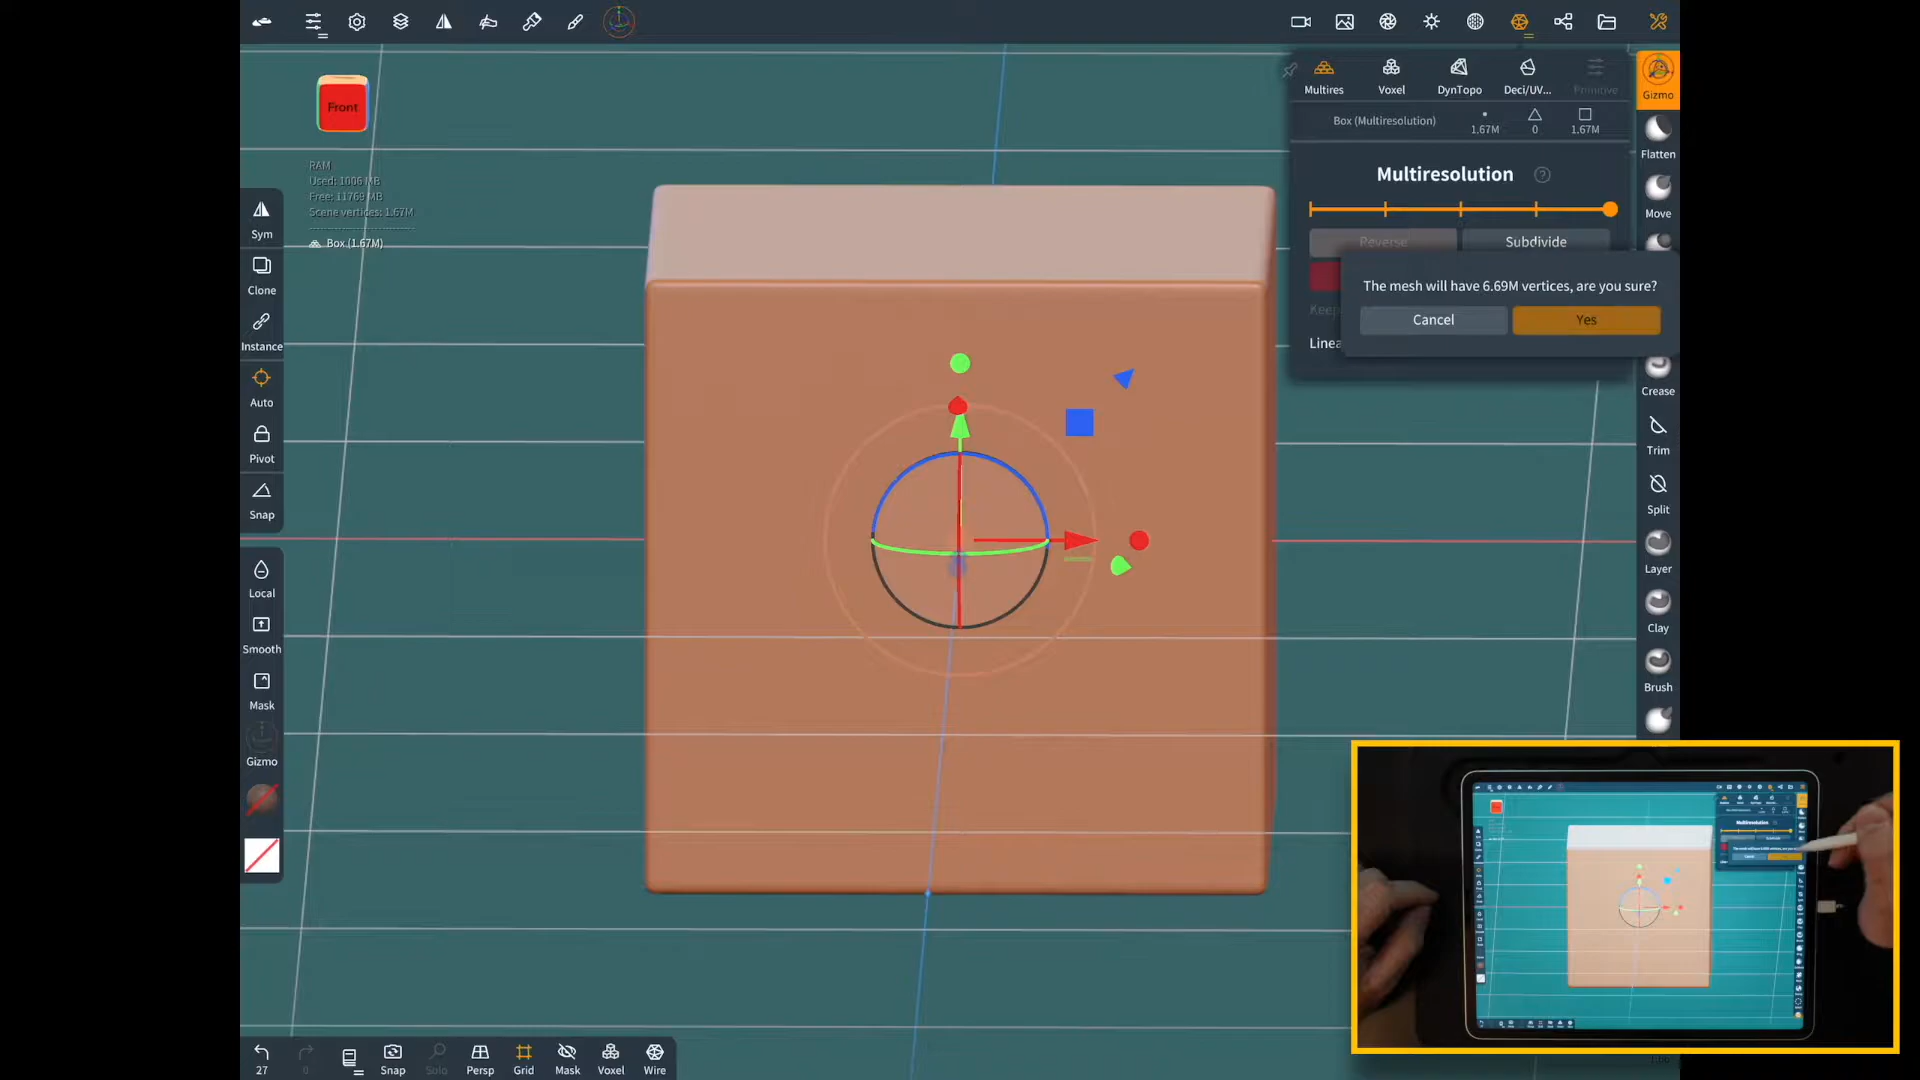 Front
RAM
Used: 1006 MB
Free: 11769 MB
Scene vertices: 1.67M
Box (1.67M)
Sym
Clone
Instance
Auto
Pivot
Snap
Local
Smooth
Mask
Gizmo
Multires
Voxel
DynTopo
Deci/UV...
Primitive
Box (Multiresolution)
1.67M
0
1.67M
Multiresolution
Reverse
Subdivide
The mesh will have 6.69M vertices, are you sure?
Cancel
Yes
Keep
Linea
Gizmo
Flatten
Move
Crease
Trim
Split
Layer
Clay
Brush
27
0
Snap
Solo
Persp
Grid
Mask
Voxel
Wire